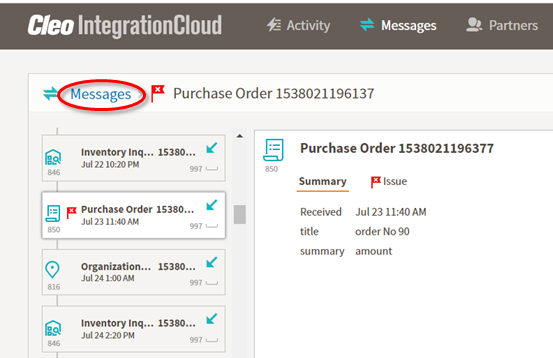 Cleo IntegrationCloud
Activity
Messages
Partners
Messages
Purchase Order 1538021196137
Inventory Inq... 15380...
Jul 22 10:20 PM
846
997
Purchase Order 1538...
Jul 23 11:40 AM
850
997
Organization... 15380...
Jul 24 1:00 AM
816
997
Inventory Inq... 15380...
Jul 24 2:20 PM
846
997
850
Purchase Order 1538021196377
Summary
Issue
Received Jul 23 11:40 AM
title order No 90
summary amount